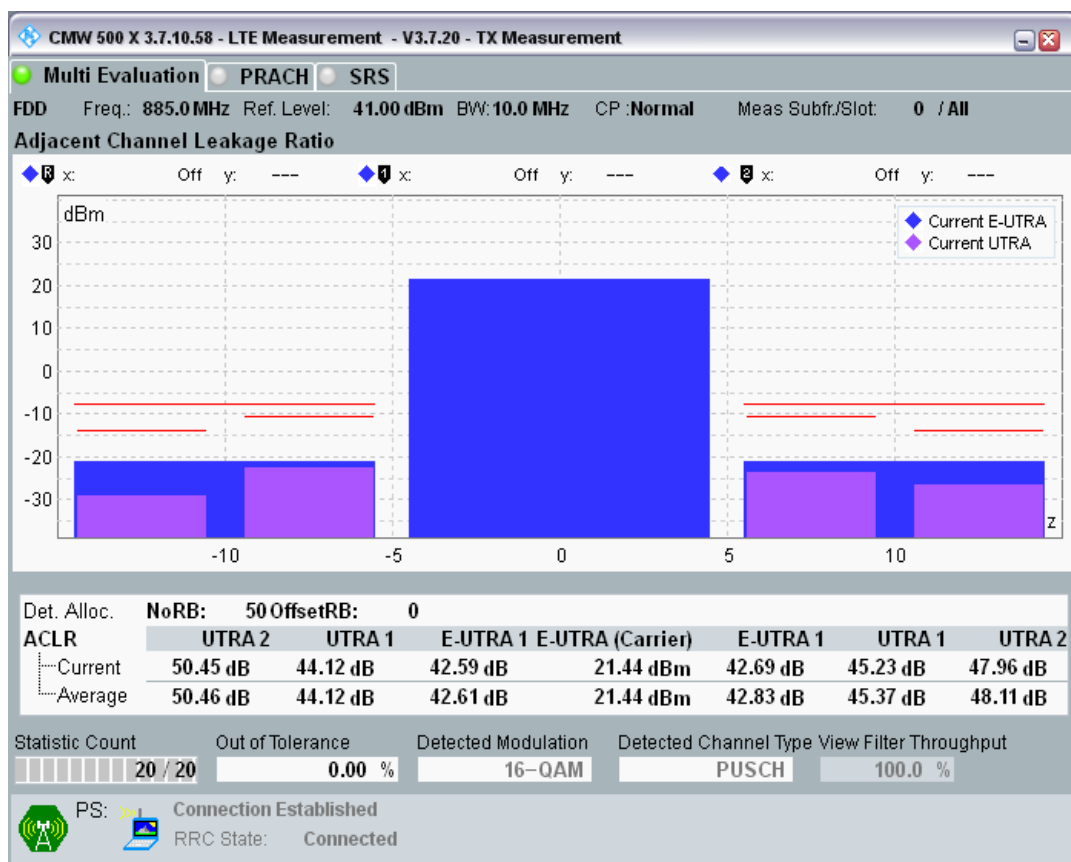 CMW 500 X 3.7.10.58 - LTE Measurement - V3.7.20 - TX Measurement
Multi Evaluation PRACH SRS
FDD Freq.: 885.0 MHz Ref. Level: 41.00 dBm BW: 10.0 MHz CP :Normal Meas Subfr./Slot: 0 / All
Adjacent Channel Leakage Ratio
R x: Off y: --- 1 x: Off y: --- 2 x: Off y: ---
dBm
Current E-UTRA
Current UTRA
30
20
10
0
-10
-20
-30
z
-10 -5 0 5 10
Det. Alloc. NoRB: 50 OffsetRB: 0
ACLR UTRA 2 UTRA 1 E-UTRA 1 E-UTRA (Carrier) E-UTRA 1 UTRA 1 UTRA 2
Current 50.45 dB 44.12 dB 42.59 dB 21.44 dBm 42.69 dB 45.23 dB 47.96 dB
Average 50.46 dB 44.12 dB 42.61 dB 21.44 dBm 42.83 dB 45.37 dB 48.11 dB
Statistic Count Out of Tolerance Detected Modulation Detected Channel Type View Filter Throughput
20 / 20 0.00 % 16-QAM PUSCH 100.0 %
PS: Connection Established
RRC State: Connected